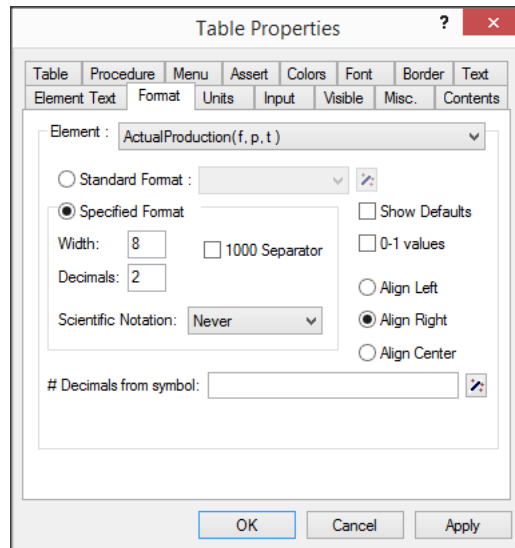 Table Properties ? ×
Table Procedure Menu Assert Colors Font Border Text
Element Text Format Units Input Visible Misc. Contents
Element : ActualProduction( f, p, t )
Standard Format :
Specified Format Show Defaults
Width: 8 1000 Separator 0-1 values
Decimals: 2 Align Left
Scientific Notation: Never Align Right
Align Center
# Decimals from symbol:
OK Cancel Apply